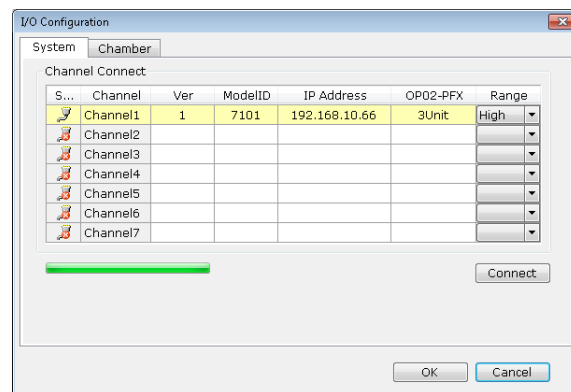 I/O Configuration
System Chamber
Channel Connect
S... Channel Ver ModelID IP Address OP02-PFX Range
Channel1 1 7101 192.168.10.66 3Unit High
Channel2
Channel3
Channel4
Channel5
Channel6
Channel7
Connect
OK Cancel